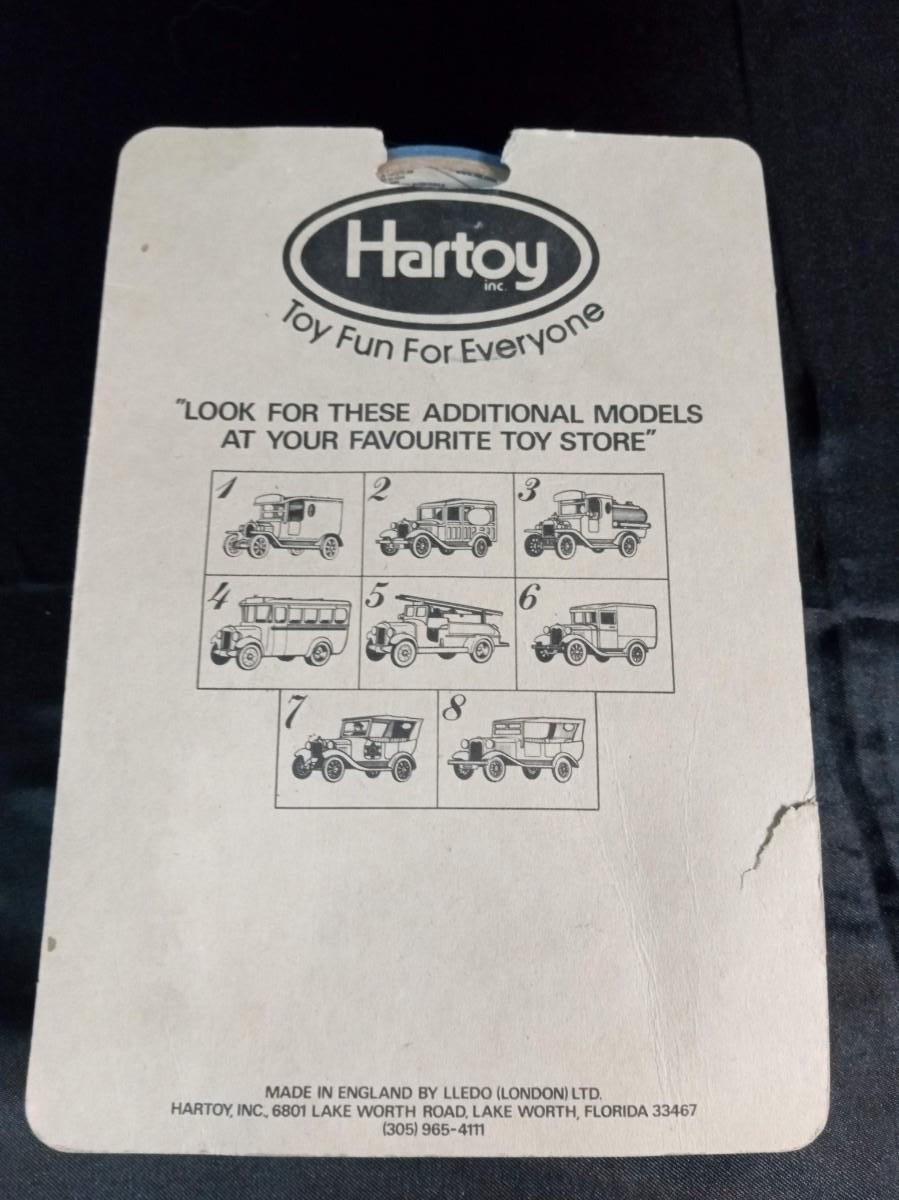 Hartoy
inc.
Toy Fun For Everyone
"LOOK FOR THESE ADDITIONAL MODELS
AT YOUR FAVOURITE TOY STORE"
1 2 3
4 5 6
7 8
MADE IN ENGLAND BY LLEDO (LONDON) LTD.
HARTOY, INC., 6801 LAKE WORTH ROAD, LAKE WORTH, FLORIDA 33467
(305) 965-4111